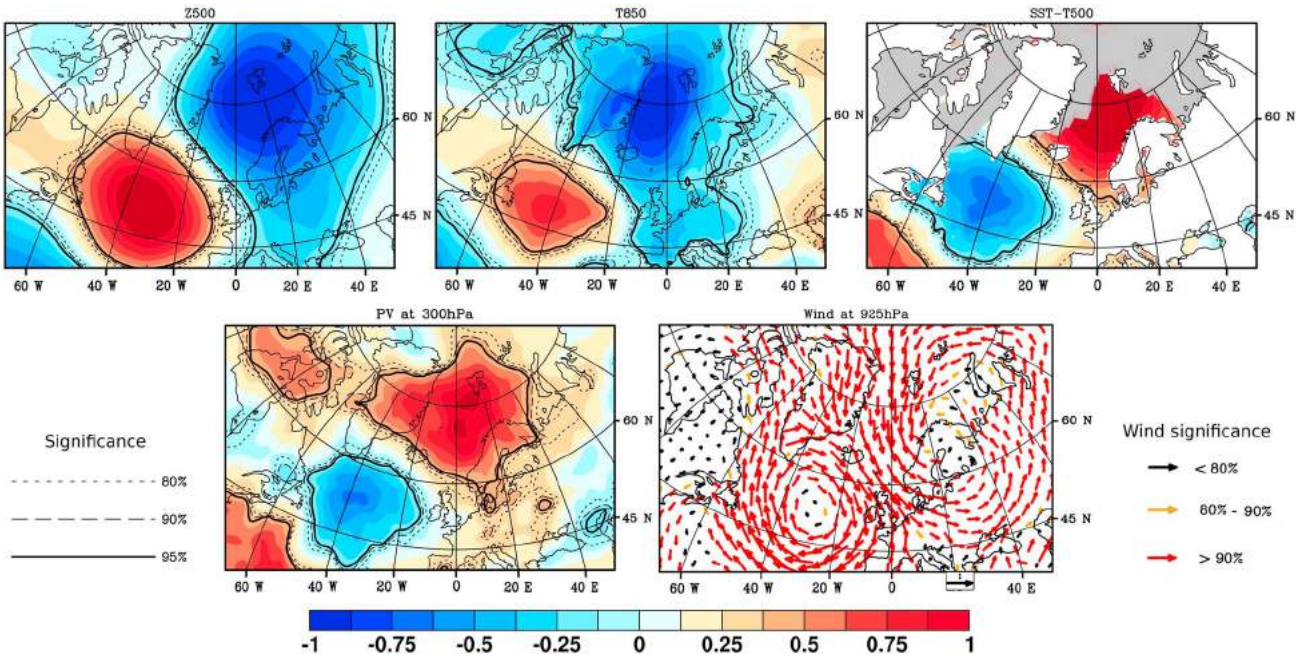 Z500
T850
SST-T500
60 N
45 N
60 W
40 W
20 W
0
20 E
40 E
60 N
45 N
60 W
40 W
20 W
0
20 E
40 E
60 N
45 N
60 W
40 W
20 W
0
20 E
40 E
PV at 300hPa
Wind at 925hPa
60 N
45 N
60 W
40 W
20 W
0
20 E
40 E
60 N
45 N
60 W
40 W
20 W
0
1
40 E
Significance
80%
90%
95%
Wind significance
< 80%
80% - 90%
> 90%
-1 -0.75 -0.5 -0.25 0 0.25 0.5 0.75 1